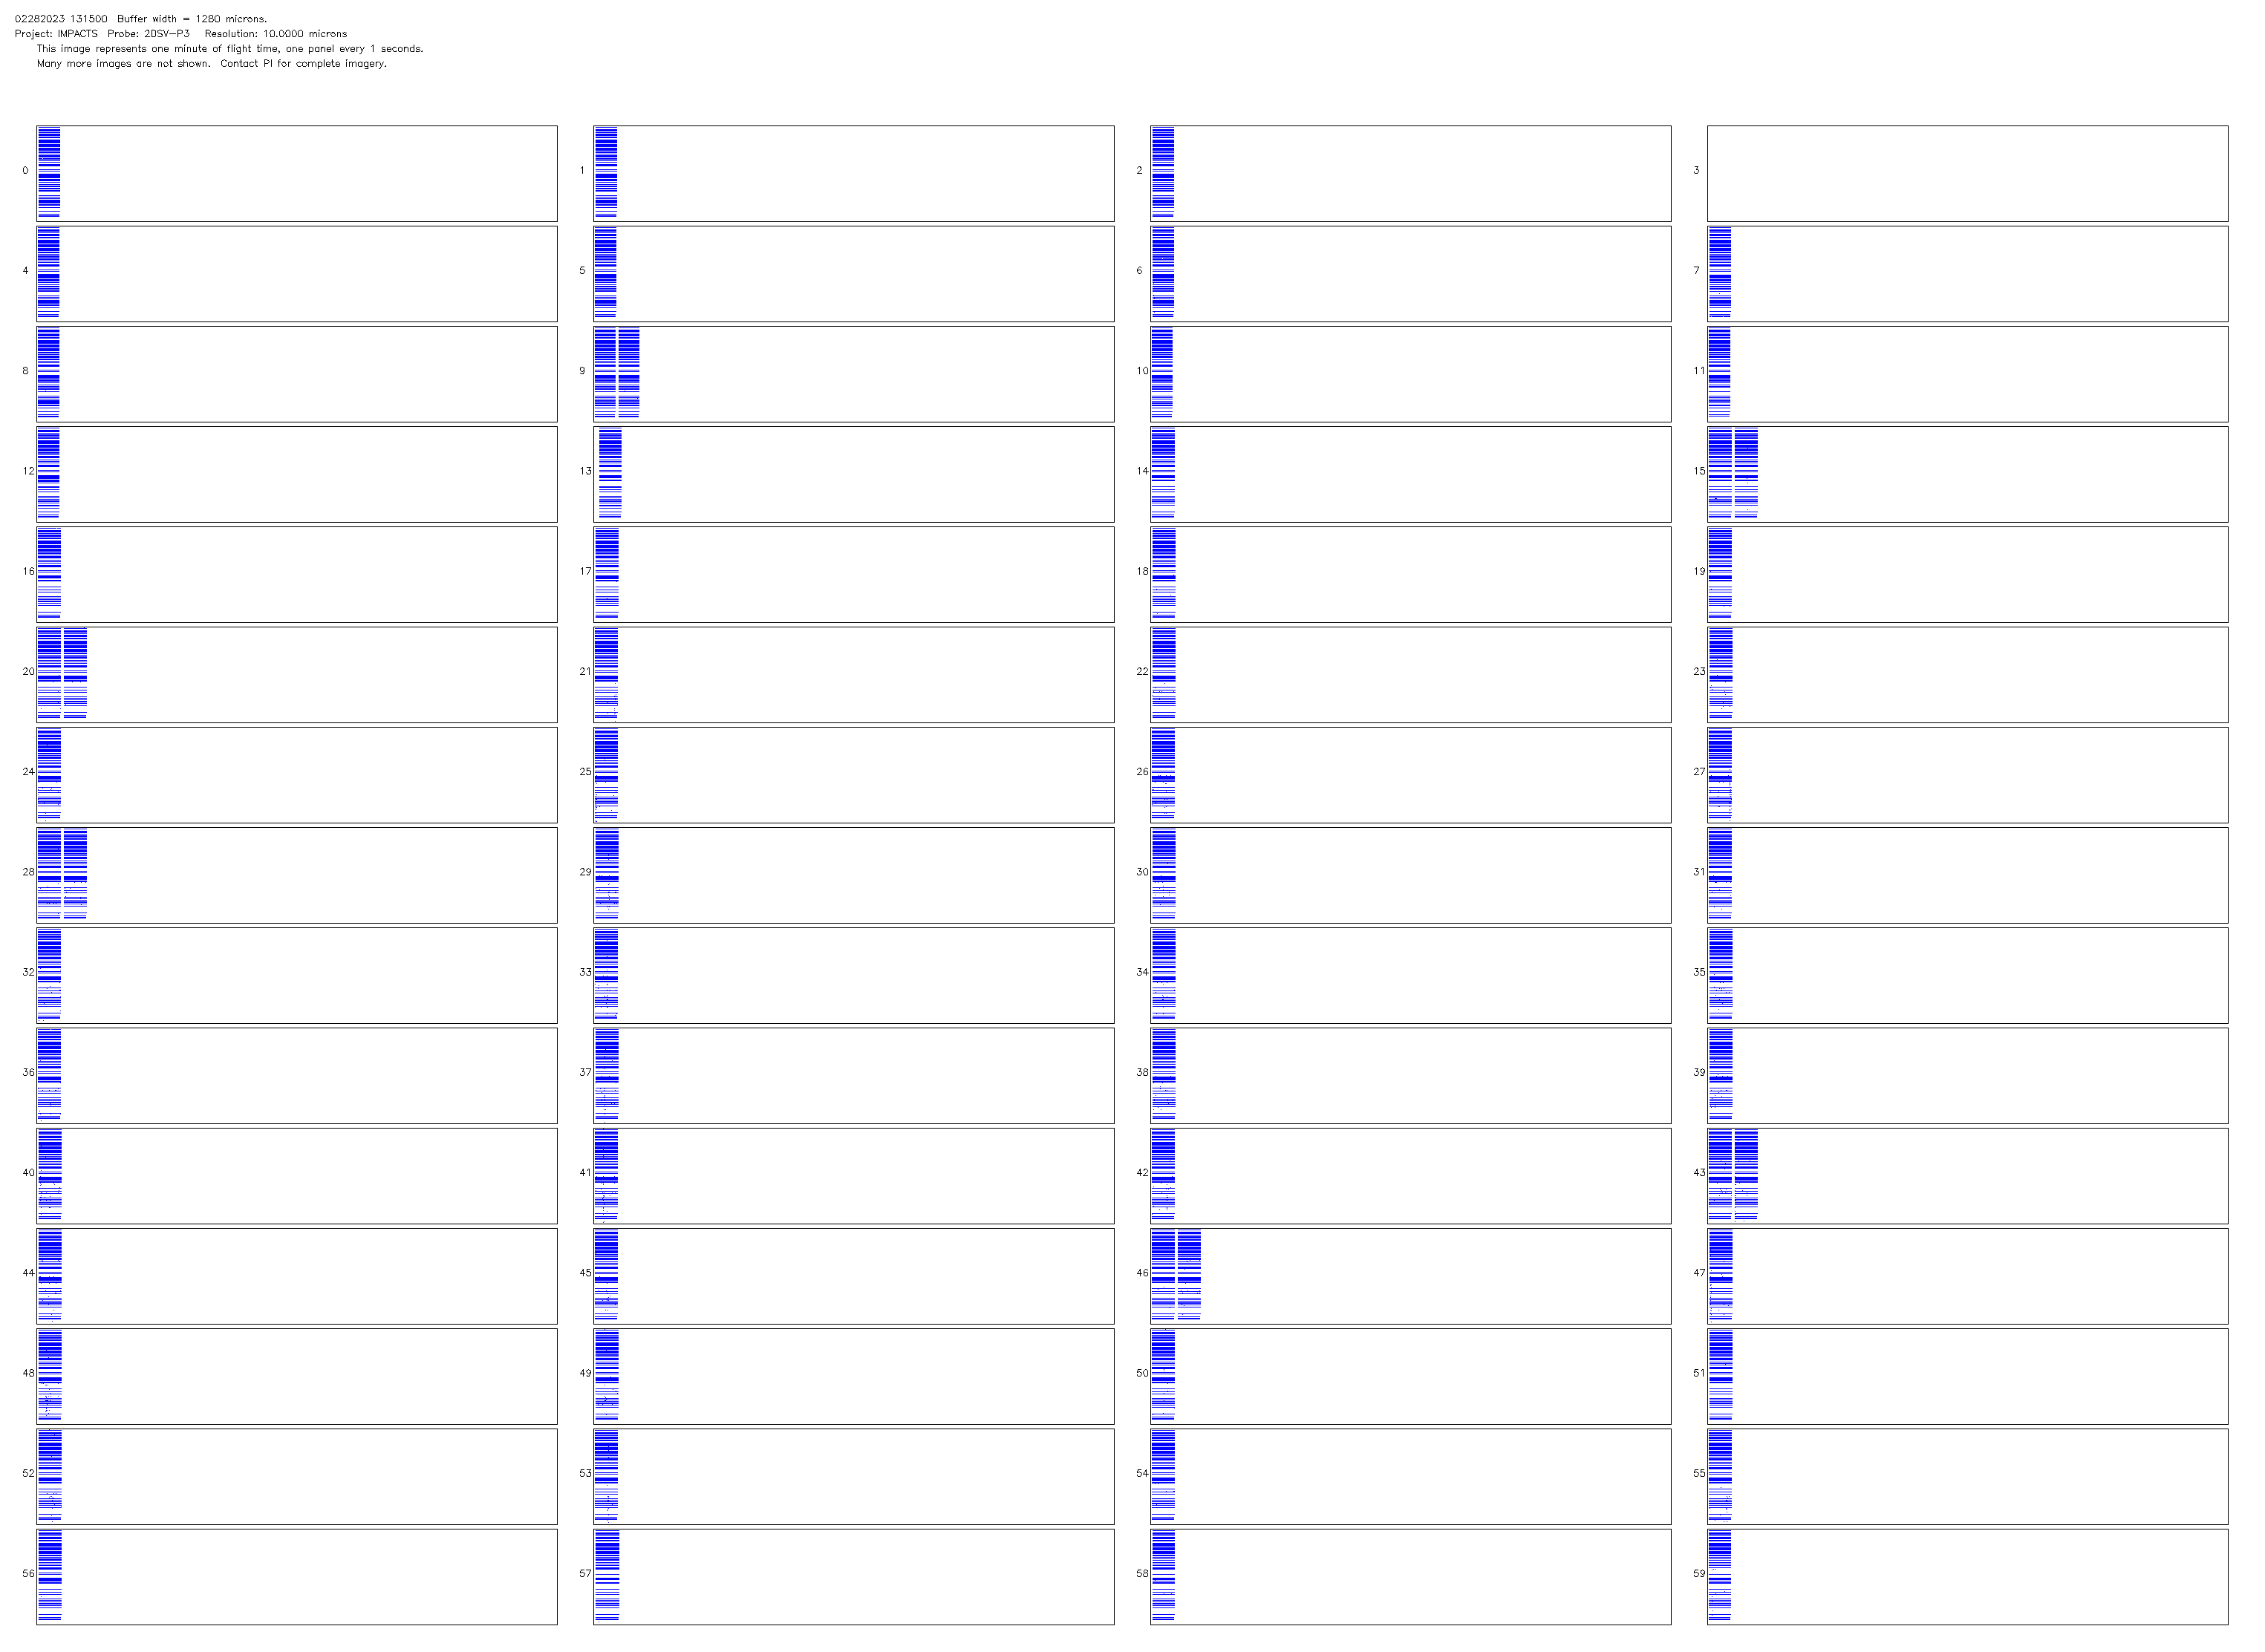 02282023 131500  Buffer width = 1280 microns.
Project: IMPACTS  Probe: 2DSV-P3   Resolution: 10.0000 microns
This image represents one minute of flight time, one panel every 1 seconds.
Many more images are not shown.  Contact PI for complete imagery.
0 1 2 3
4 5 6 7
8 9 10 11
12 13 14 15
16 17 18 19
20 21 22 23
24 25 26 27
28 29 30 31
32 33 34 35
36 37 38 39
40 41 42 43
44 45 46 47
48 49 50 51
52 53 54 55
56 57 58 59